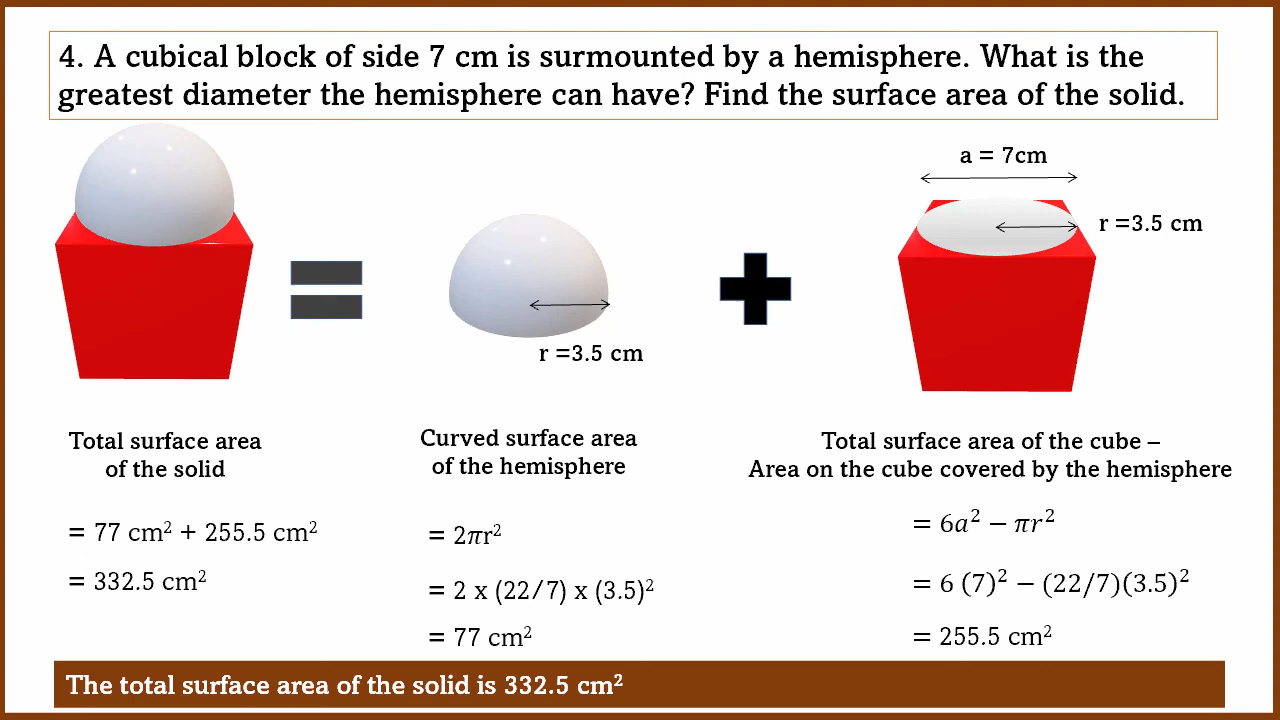 4. A cubical block of side 7 cm is surmounted by a hemisphere. What is the
greatest diameter the hemisphere can have? Find the surface area of the solid.
a = 7cm
r =3.5 cm
r =3.5 cm
Total surface area
of the solid
= 77 cm² + 255.5 cm²
= 332.5 cm²
Curved surface area
of the hemisphere
= 2πr²
= 2 x (22/7) x (3.5)²
= 77 cm²
Total surface area of the cube –
Area on the cube covered by the hemisphere
= 6a² − πr²
= 6 (7)² − (22/7)(3.5)²
= 255.5 cm²
The total surface area of the solid is 332.5 cm²